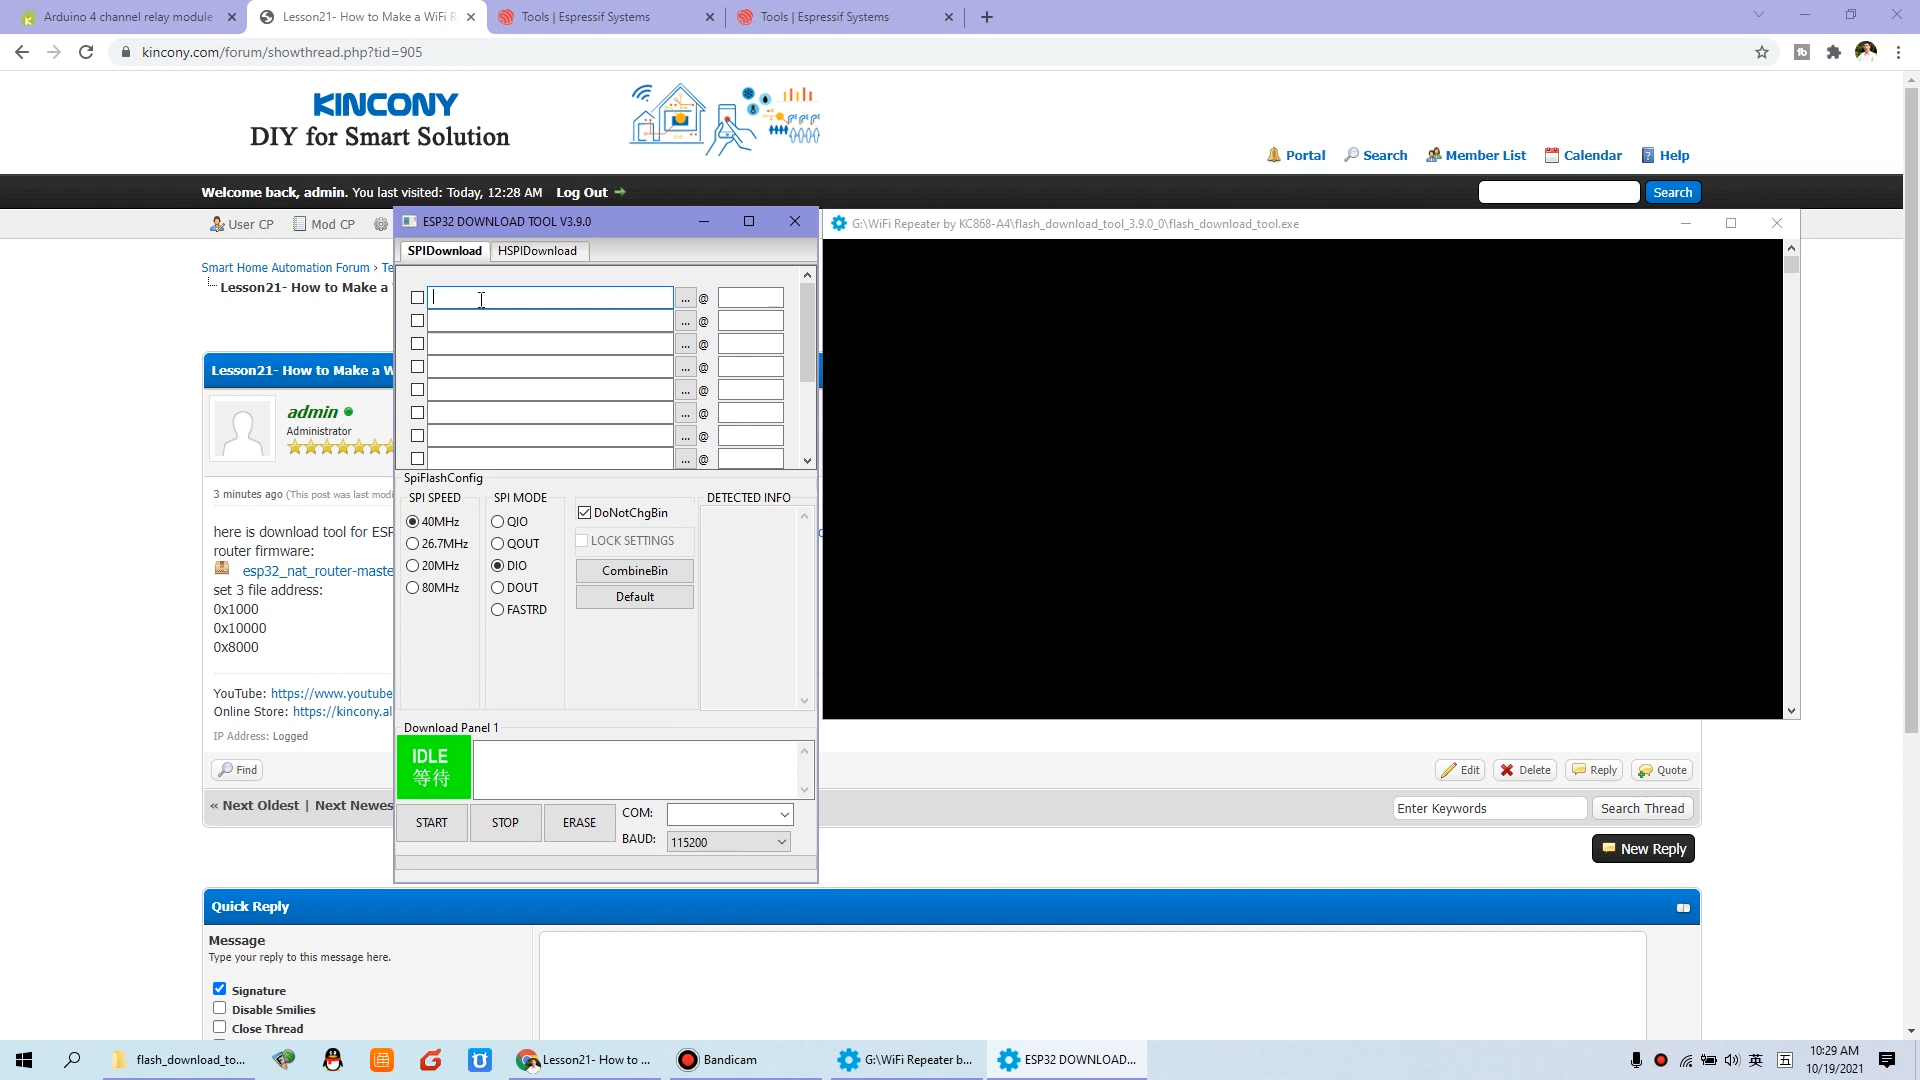 Arduino 4 channel relay module
Lesson21- How to Make a WiFi R
Tools | Espressif Systems
Tools | Espressif Systems
kincony.com/forum/showthread.php?tid=905
KINCONY
DIY for Smart Solution
Portal Search Member List Calendar Help
Welcome back, admin. You last visited: Today, 12:28 AM Log Out
Search
User CP Mod CP
ESP32 DOWNLOAD TOOL V3.9.0
G:\WiFi Repeater by KC868-A4\flash_download_tool_3.9.0_0\flash_download_tool.exe
SPIDownload HSPIDownload
Smart Home Automation Forum › Te
Lesson21- How to Make a
... @
... @
... @
... @
... @
... @
... @
... @
Lesson21- How to Make a W
admin
Administrator
SpiFlashConfig
SPI SPEED SPI MODE DETECTED INFO
40MHz QIO DoNotChgBin
26.7MHz QOUT LOCK SETTINGS
20MHz DIO CombineBin
80MHz DOUT Default
FASTRD
3 minutes ago (This post was last modi
here is download tool for ESP
router firmware:
esp32_nat_router-maste
set 3 file address:
0x1000
0x10000
0x8000
YouTube: https://www.youtube
Online Store: https://kincony.al
IP Address: Logged
Download Panel 1
IDLE
等待
START STOP ERASE COM:
BAUD: 115200
Find
Edit Delete Reply Quote
« Next Oldest | Next Newes
Enter Keywords Search Thread
New Reply
Quick Reply
Message
Type your reply to this message here.
Signature
Disable Smilies
Close Thread
flash_download_to...
Lesson21- How to ...
Bandicam
G:\WiFi Repeater b...
ESP32 DOWNLOAD...
英
五
10:29 AM
10/19/2021